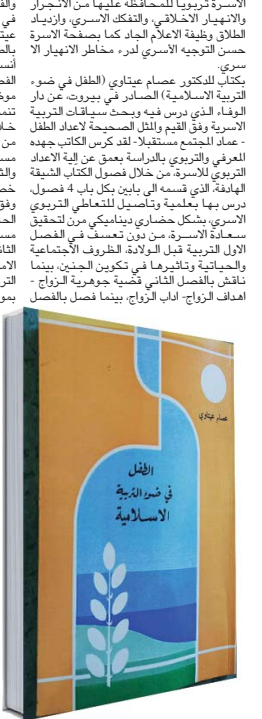 الاسرة تربويا للمحافظة عليها من الانجرار
والانهيار الاخلاقي، والتفكك الاسري، وازدياد
الطلاق وظيفة الاعلام الجاد كما بصفحة الاسرة
حسن التوجيه الأسري لدرء مخاطر الانهيار الا
سري.
بكتاب للدكتور عصام عيتاوي (الطفل في ضوء
التربية الاسلامية) الصادر في بيروت، عن دار
الوفاء الذي درس فيه وبحث سياقات التربية
الاسرية وفق القيم والمثل الصحيحة لاعداد الطفل
- عماد المجتمع مستقبلا- لقد كرس الكاتب جهده
المعرفي والتربوي بالدراسة بعمق عن إلية الاعداد
التربوي للاسرة، من خلال فصول الكتاب الشيقة
الهادفة، الذي قسمه الى بابين بكل باب 4 فصول،
درس بها بعلمية وتاصيل للتعاطي التربوي
الاسري، بشكل حضاري ديناميكي مرن لتحقيق
سعادة الاسرة، من دون تعسف في الفصل
الاول التربية قبل الولادة، الظروف الأجتماعية
والحياتية وتاثيرها في تكوين الجنين، بينما
ناقش بالفصل الثاني قضية جوهرية الزواج -
اهداف الزواج- اداب الزواج، بينما فصل بالفصل
عصام عيتاوي
الطفل
في ضوء التربية
الاسلامية